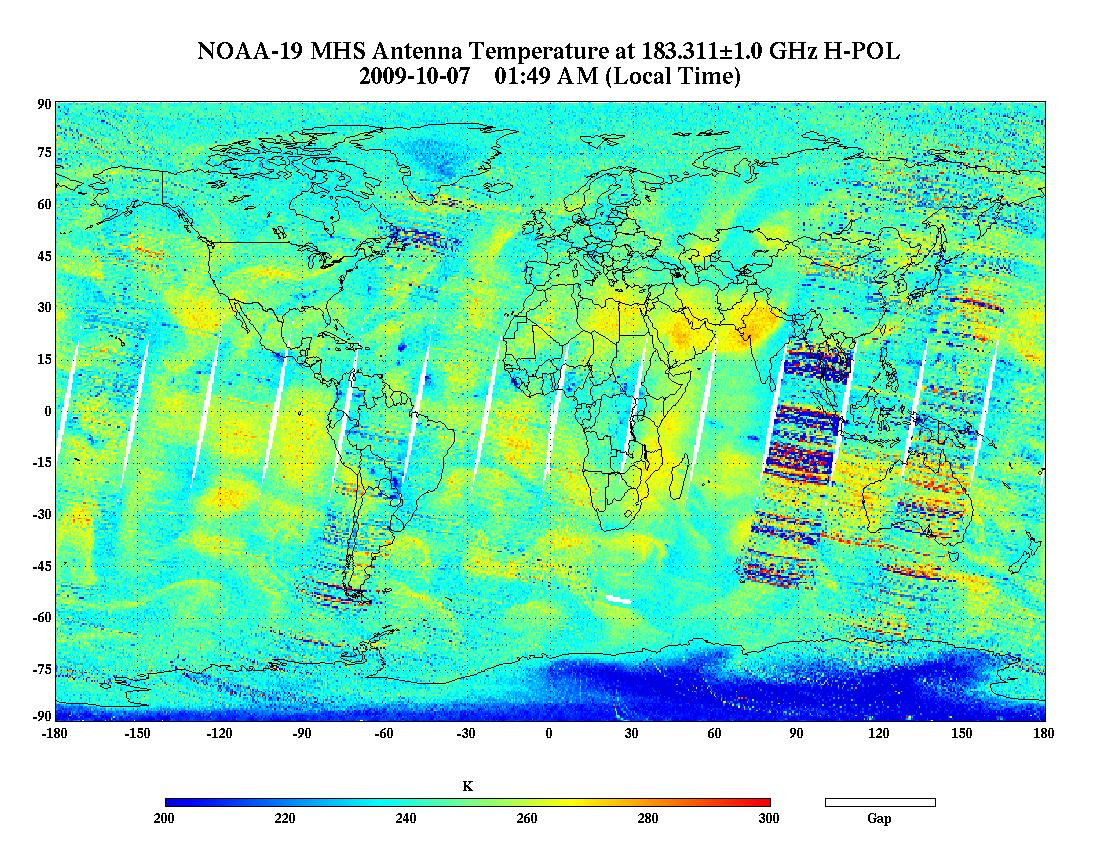 NOAA-19 MHS Antenna Temperature at 183.311±1.0 GHz H-POL
2009-10-07 01:49 AM (Local Time)
90
75
60
45
30
15
0
-15
-30
-45
-60
-75
-90
-180 -150 -120 -90 -60 -30 0 30 60 90 120 150 180
K
200 220 240 260 280 300 Gap